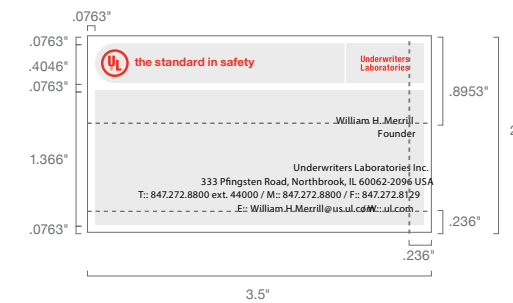 .0763"
.0763"
.4046"
.0763"
UL the standard in safety
Underwriters
Laboratories
.8953"
2
William H. Merrill
Founder
1.366"
Underwriters Laboratories Inc.
333 Pfingsten Road, Northbrook, IL 60062-2096 USA
T:: 847.272.8800 ext. 44000 / M:: 847.272.8800 / F:: 847.272.8129
E:: William.H.Merrill@us.ul.com/W:: ul.com
.0763"
.236"
.236"
3.5"